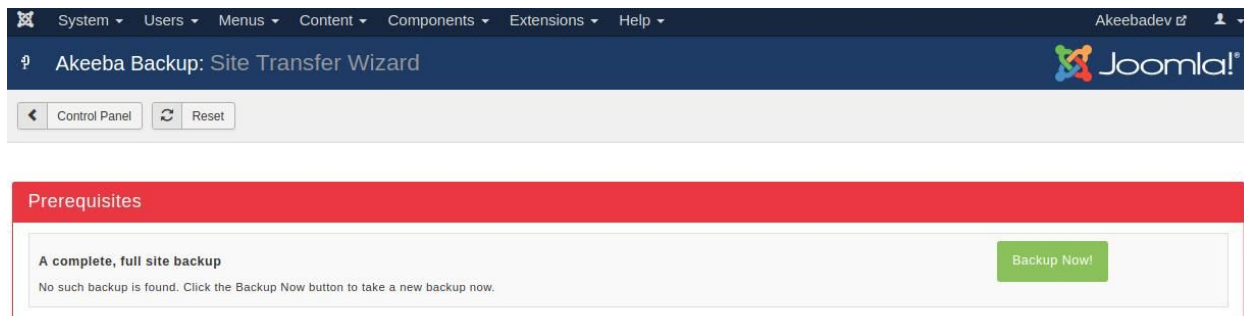 System Users Menus Content Components Extensions Help Akeebadev
Akeeba Backup: Site Transfer Wizard Joomla!®
Control Panel Reset
Prerequisites
A complete, full site backup
Backup Now!
No such backup is found. Click the Backup Now button to take a new backup now.